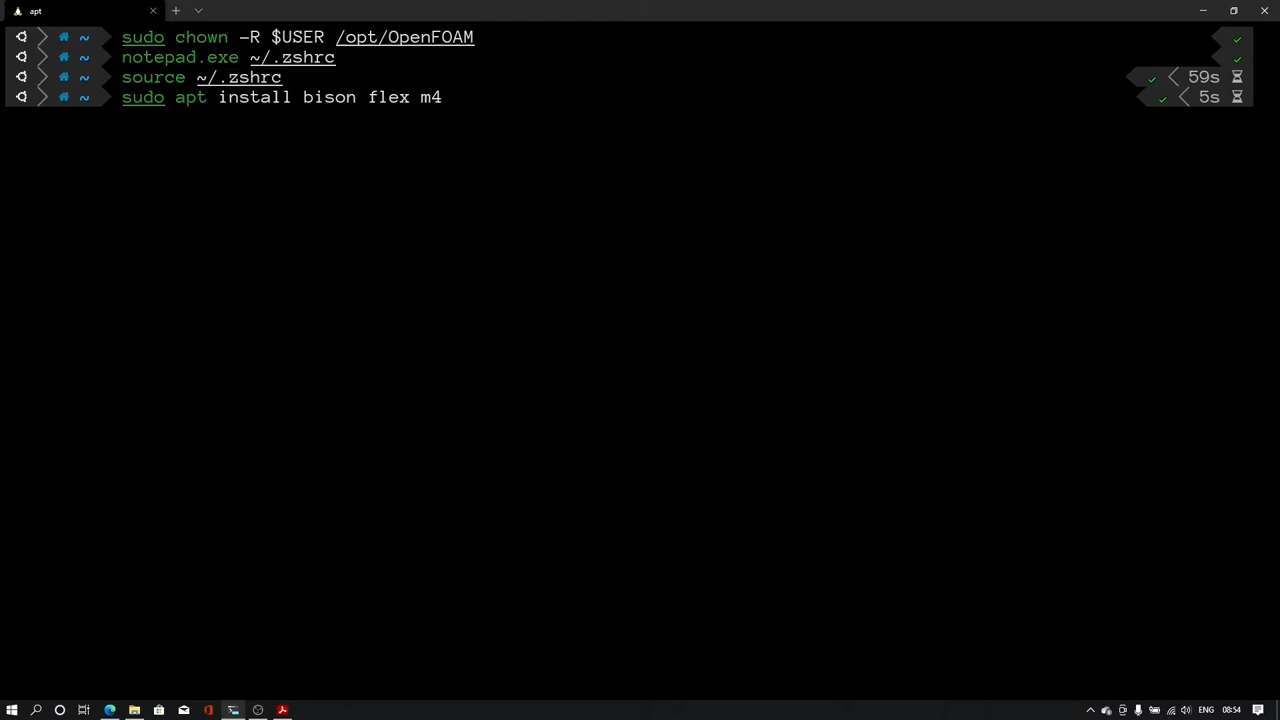 apt
~ sudo chown -R $USER /opt/OpenFOAM
~ notepad.exe ~/.zshrc
~ source ~/.zshrc 59s
~ sudo apt install bison flex m4 5s
ENG 08:54